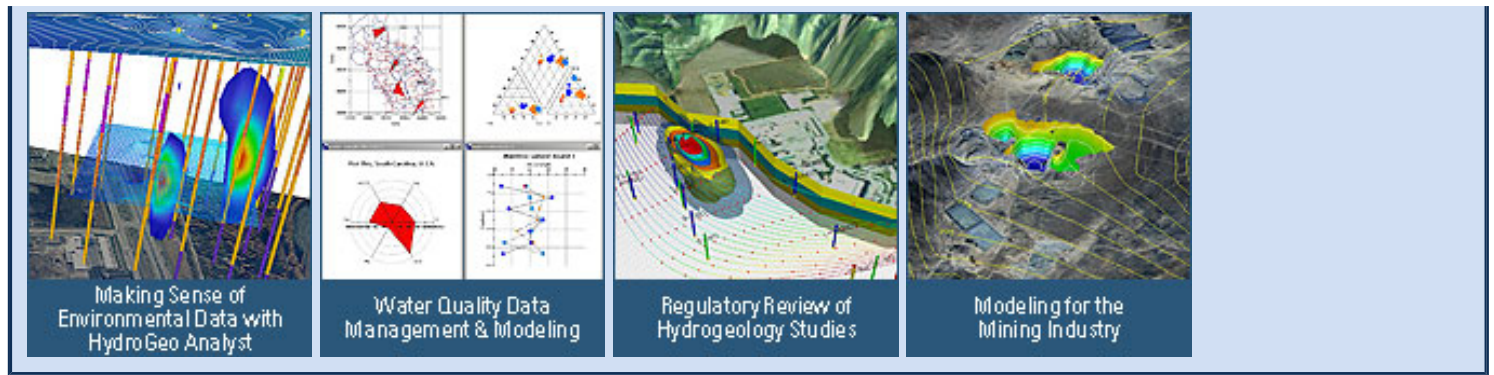 Making Sense of
Environmental Data with
HydroGeo Analyst
Water Quality Data
Management & Modeling
Regulatory Review of
Hydrogeology Studies
Modeling for the
Mining Industry